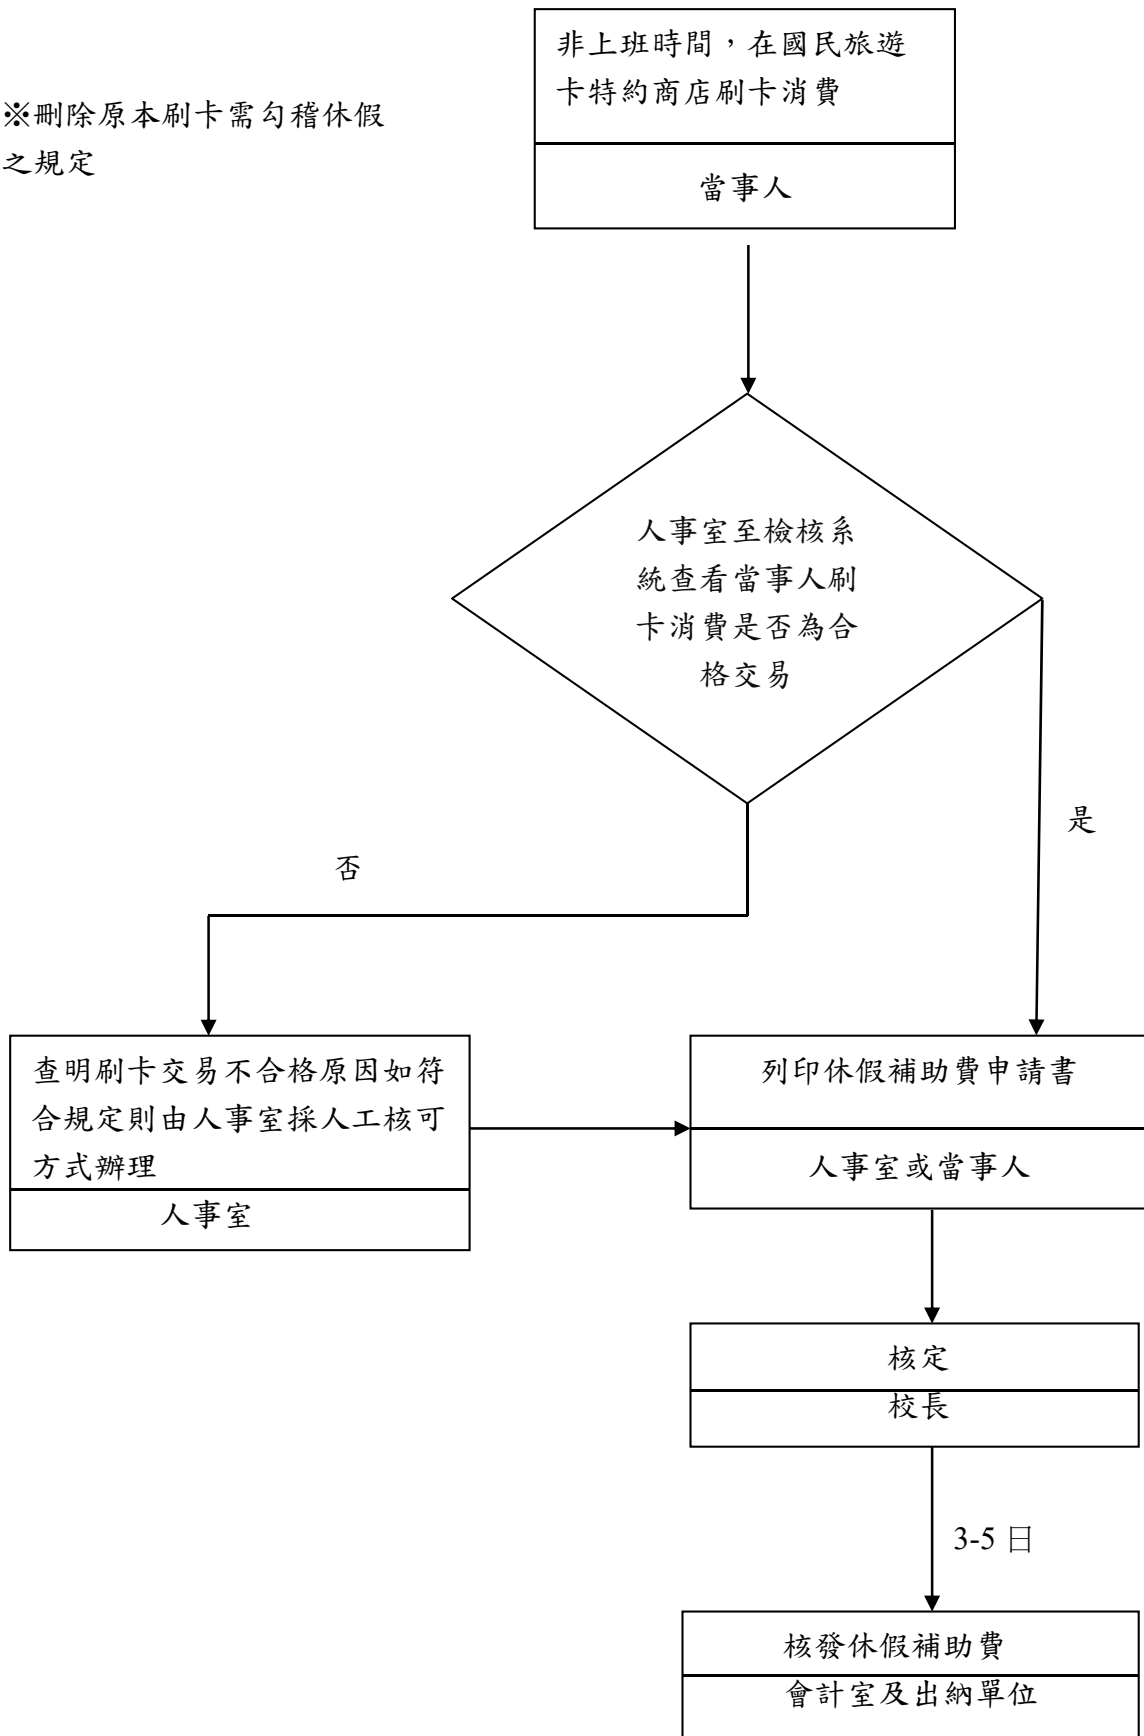 非上班時間，在國民旅遊
卡特約商店刷卡消費
當事人
※刪除原本刷卡需勾稽休假
之規定
人事室至檢核系
統查看當事人刷
卡消費是否為合
格交易
是
否
查明刷卡交易不合格原因如符
合規定則由人事室採人工核可
方式辦理
人事室
列印休假補助費申請書
人事室或當事人
核定
校長
3-5 日
核發休假補助費
會計室及出納單位